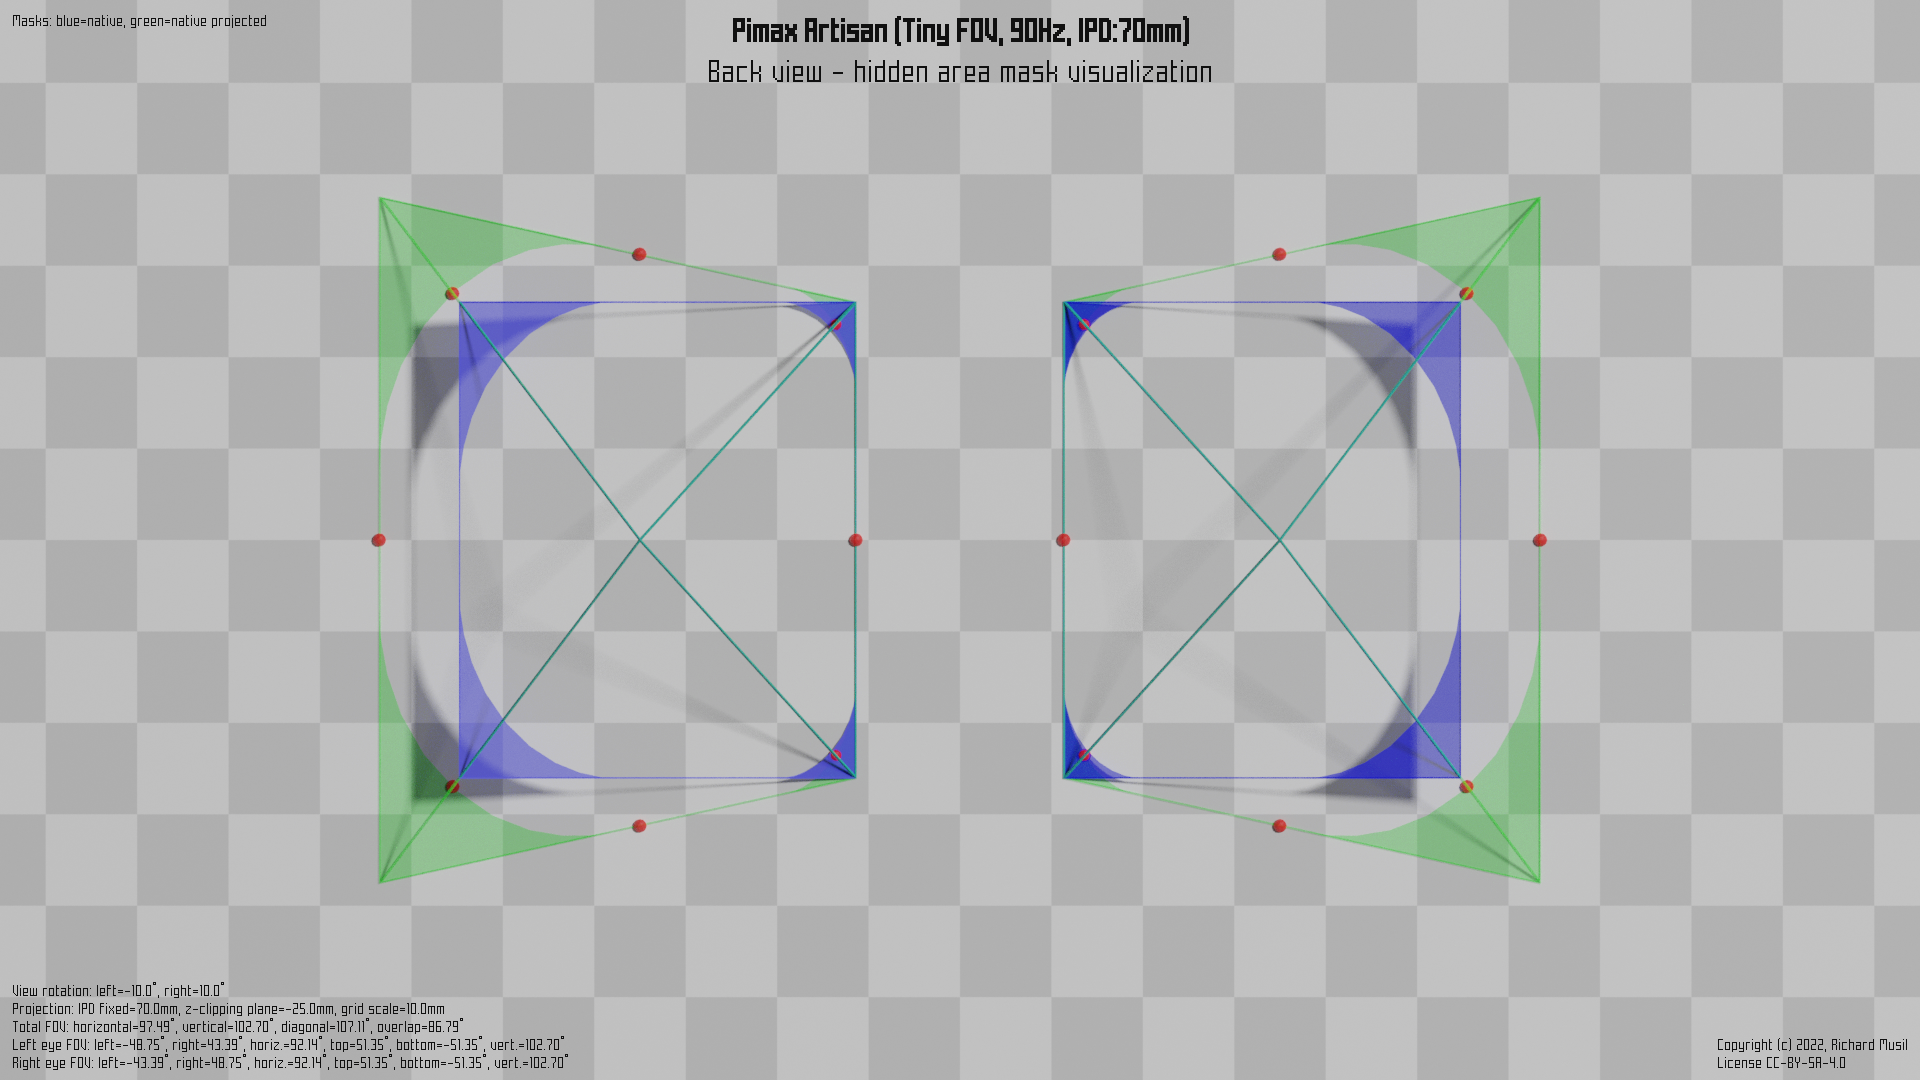 Masks: blue=native, green=native projected
Pimax Artisan (Tiny FOV, 90Hz, IPD:70mm)
Back view - hidden area mask visualization
View rotation: left=-10.0°, right=10.0°
Projection: IPD fixed=70.0mm, z-clipping plane=-25.0mm, grid scale=10.0mm
Total FOV: horizontal=97.49°, vertical=102.70°, diagonal=107.11°, overlap=86.79°
Left eye FOV: left=-48.75°, right=43.39°, horiz.=92.14°, top=51.35°, bottom=-51.35°, vert.=102.70°
Right eye FOV: left=-43.39°, right=48.75°, horiz.=92.14°, top=51.35°, bottom=-51.35°, vert.=102.70°
Copyright (c) 2022, Richard Musil
License CC-BY-SA-4.0